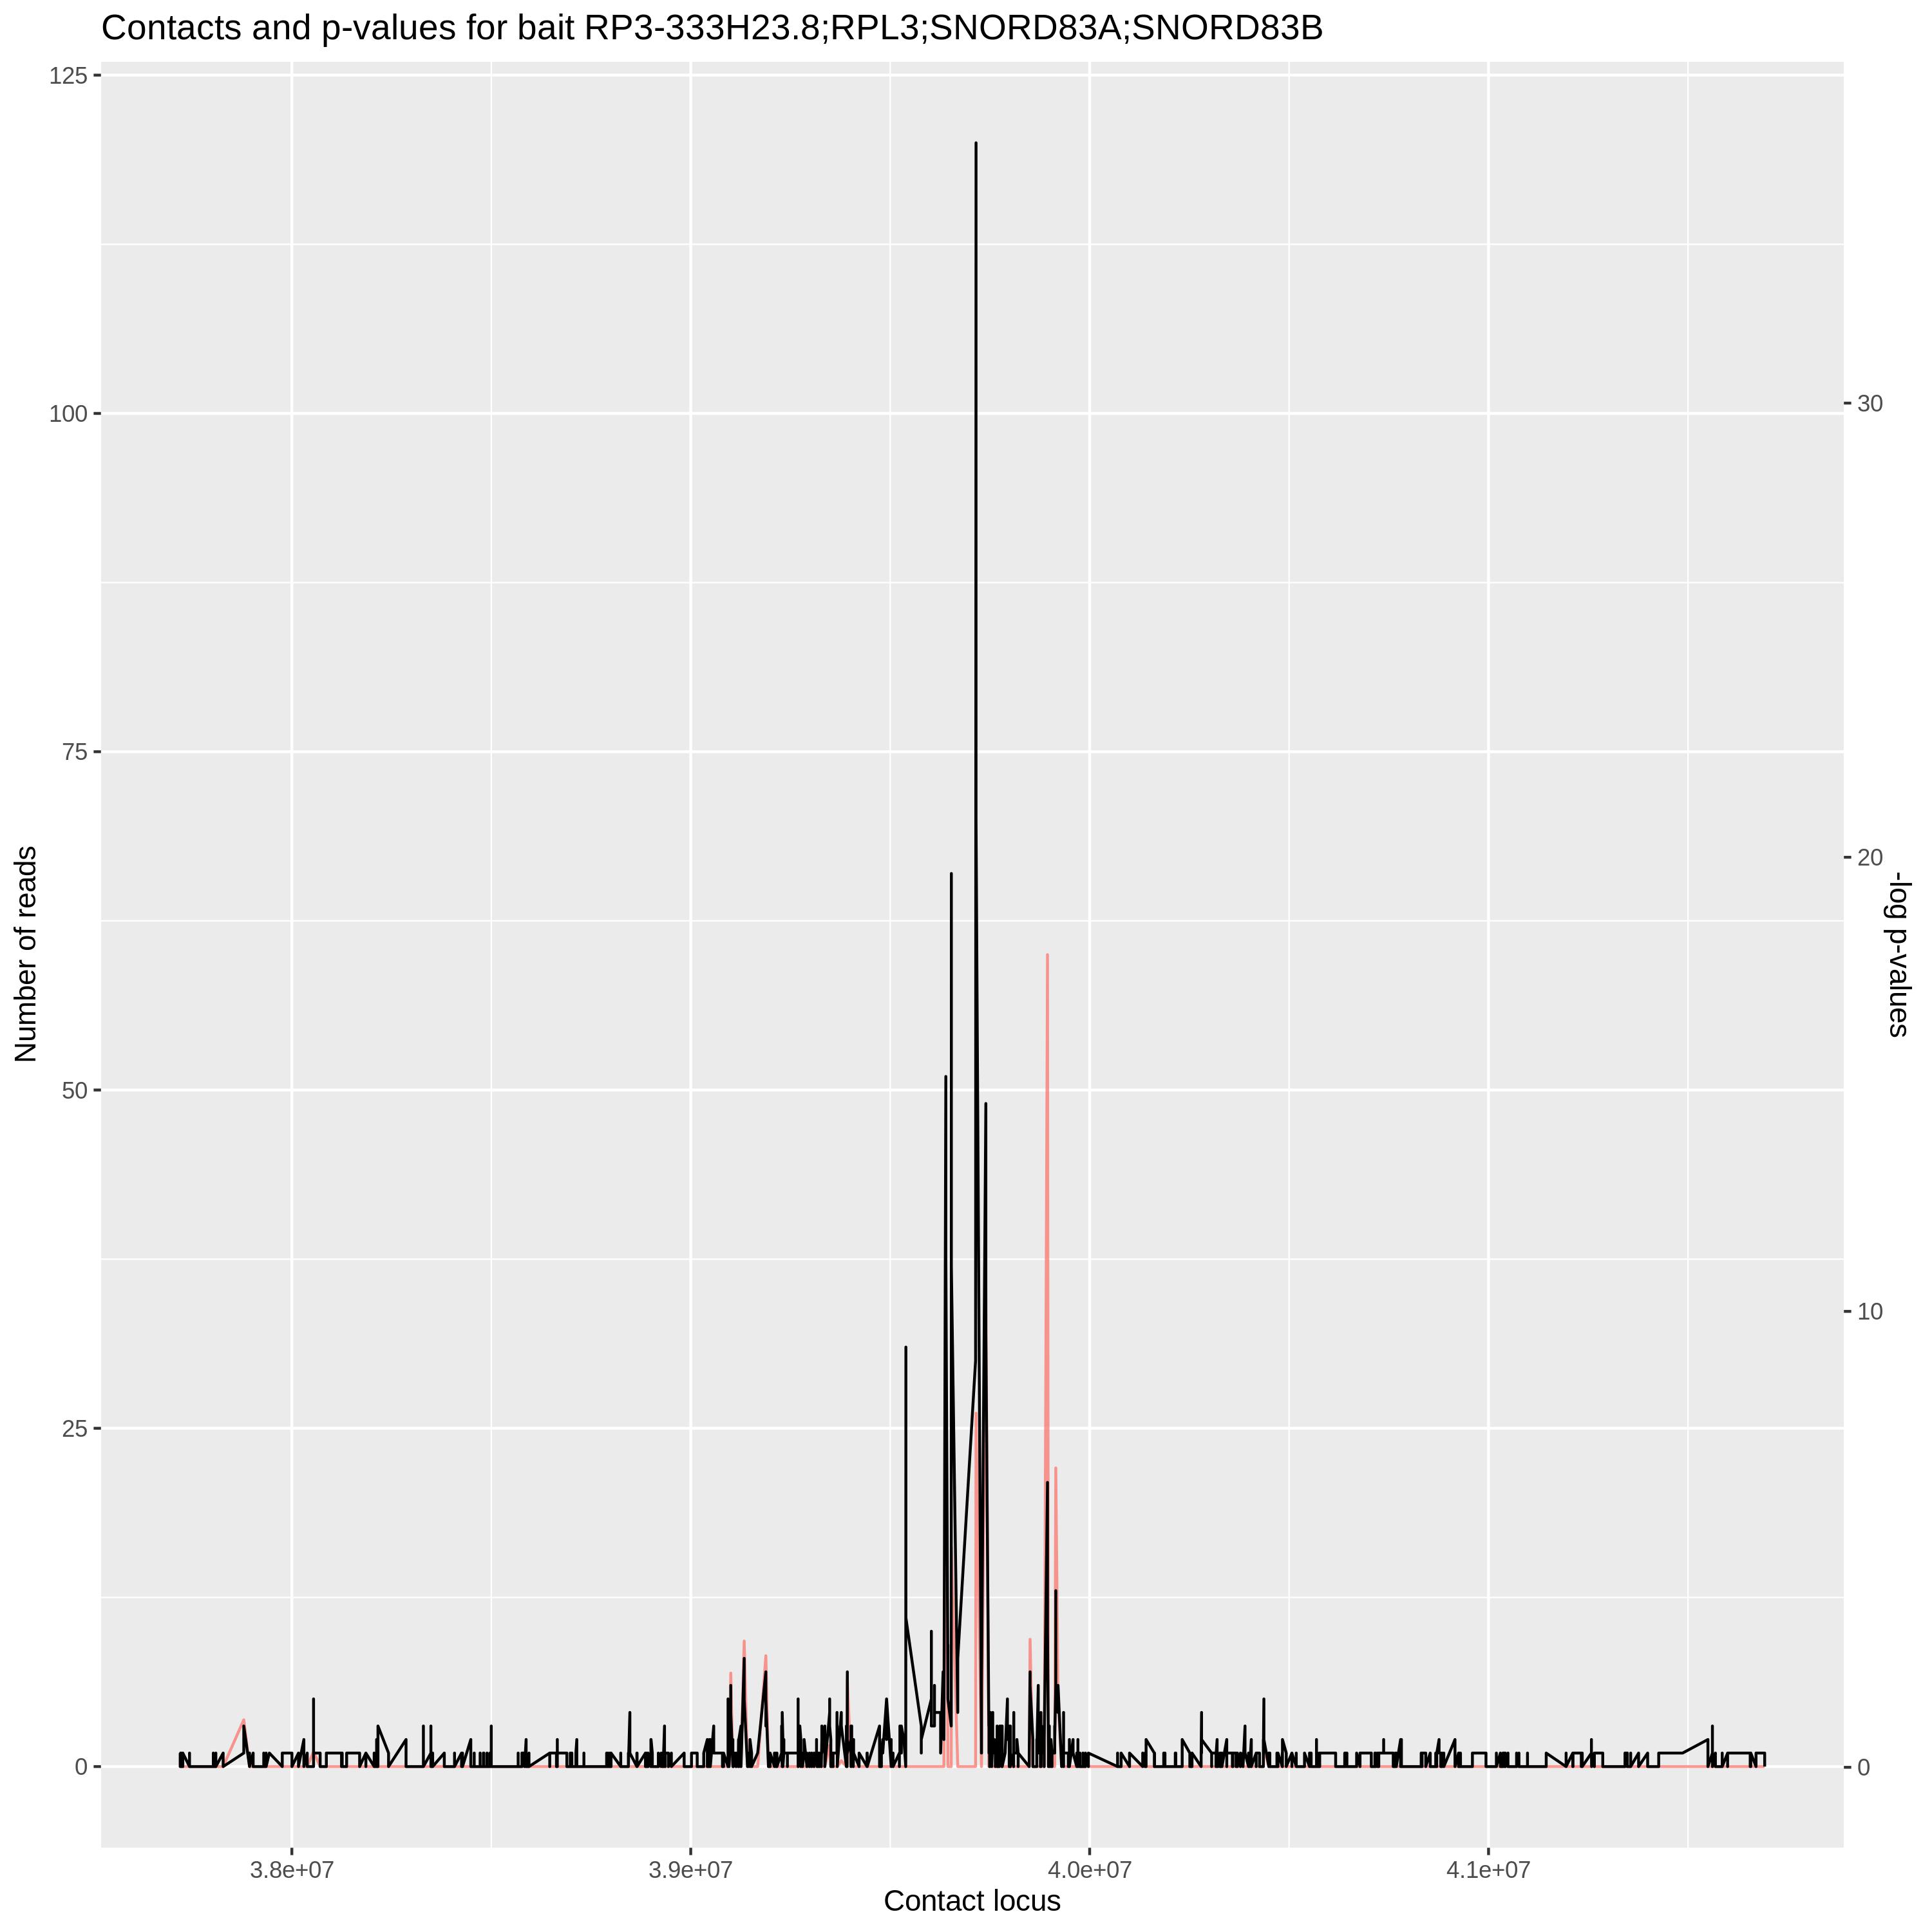 Contacts and p-values for bait RP3-333H23.8;RPL3;SNORD83A;SNORD83B
125
100
75
50
25
0
Number of reads
30
20
10
0
-log p-values
3.8e+07
3.9e+07
4.0e+07
4.1e+07
Contact locus